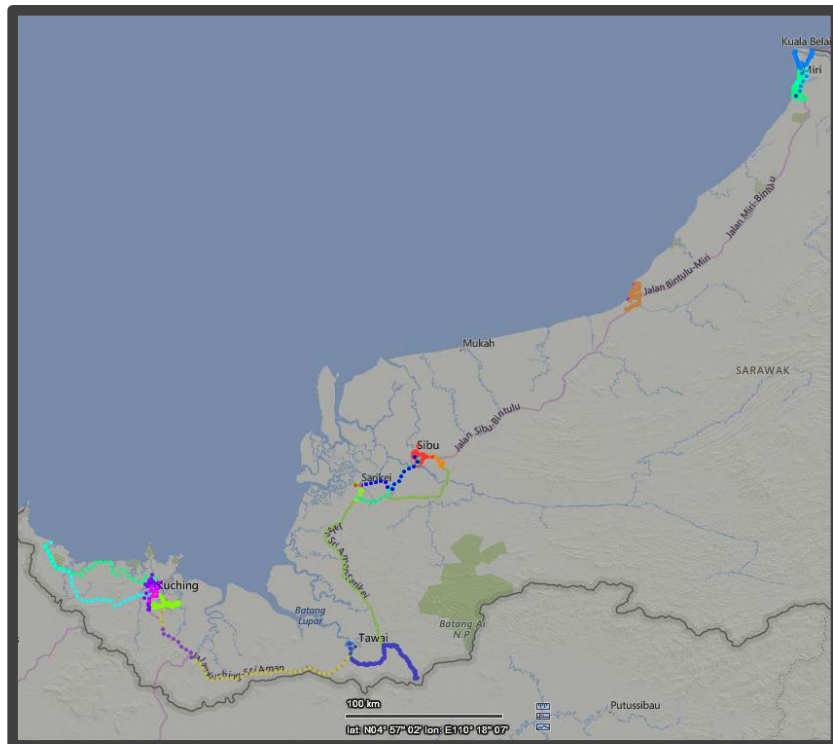 Kuala Belai
Miri
Jalan Miri-Bintulu
Jalan Bintulu-Miri
Mukah
SARAWAK
Jalan Sibu-Bintulu
Sibu
Sarikei
Kuching
Batang
Lupar
Batang Ai
N.P.
Tawai
100 km
Putussibau
lat: N04° 57' 02' lon: E110° 18' 07'